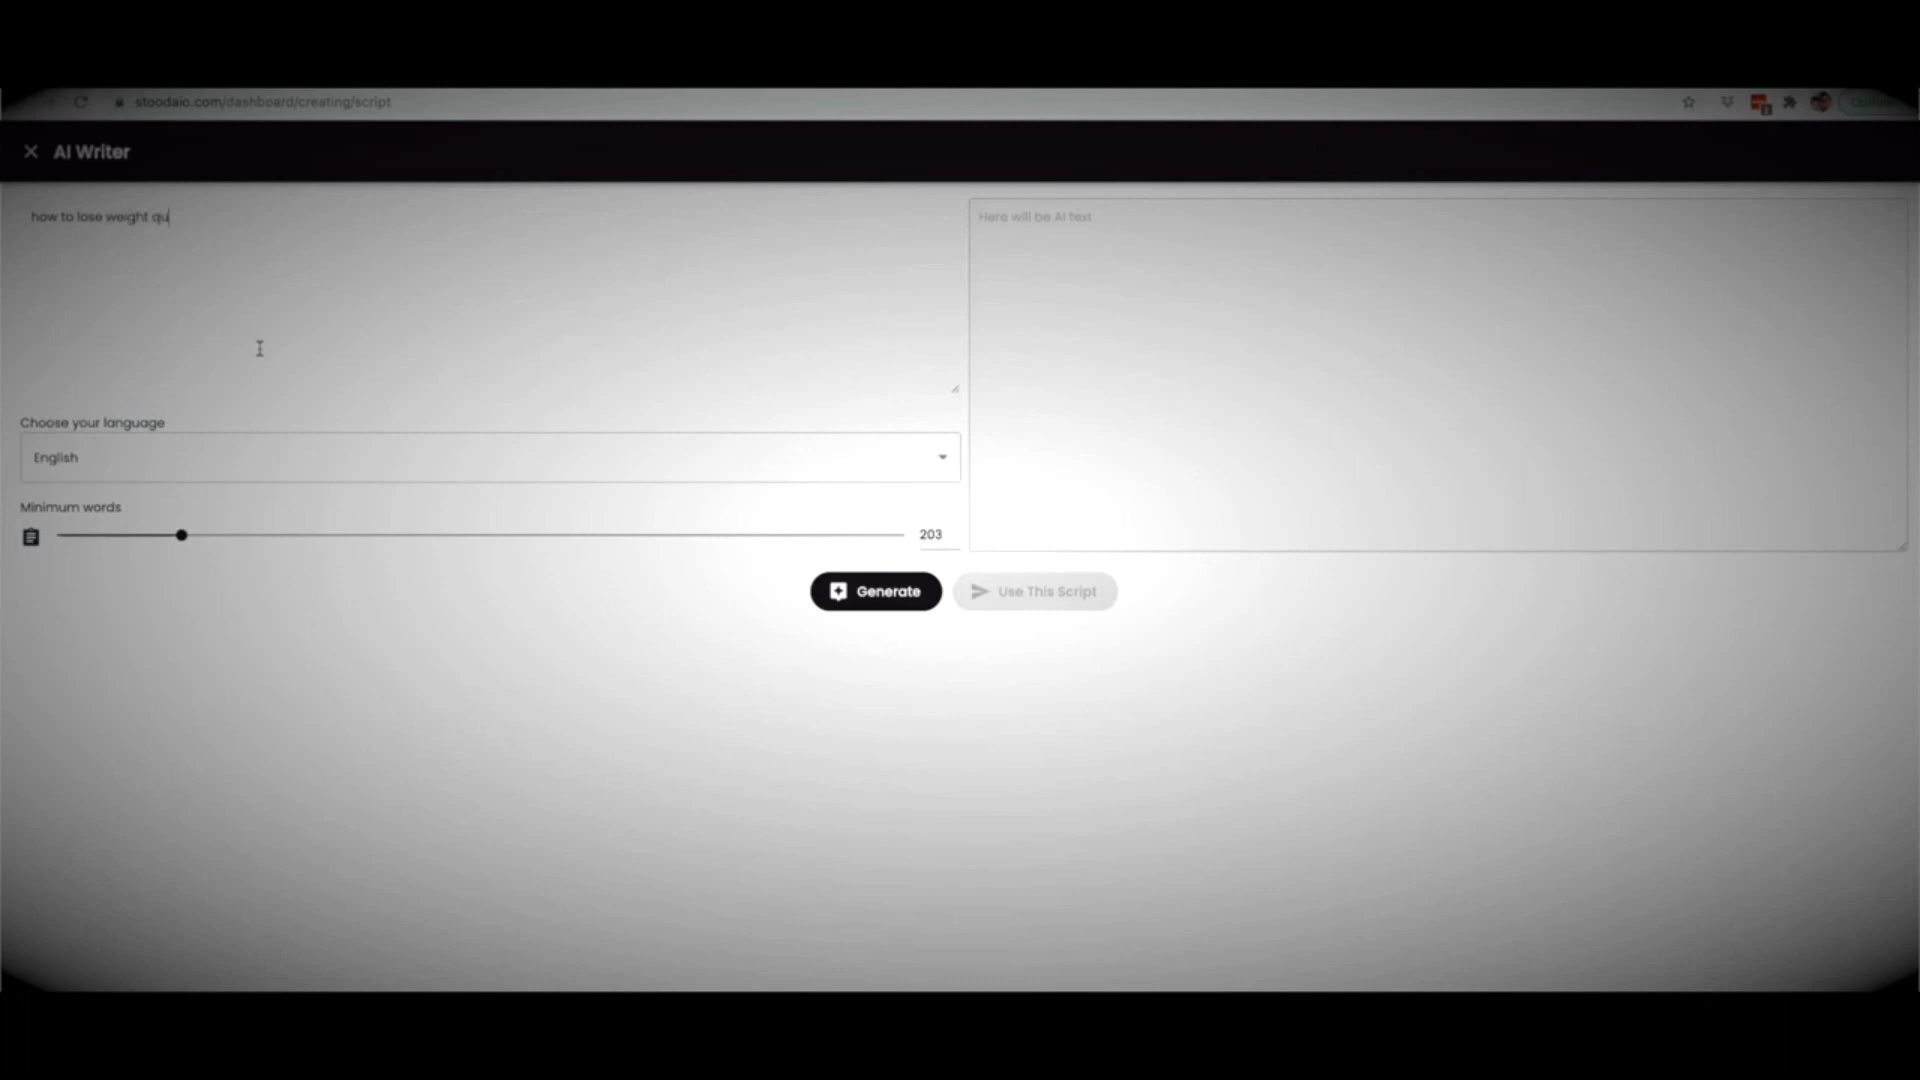 stoodaio.com/dashboard/creating/script
AI Writer
how to lose weight qu
Here will be AI text
Choose your language
English
Minimum words
203
Generate
Use This Script